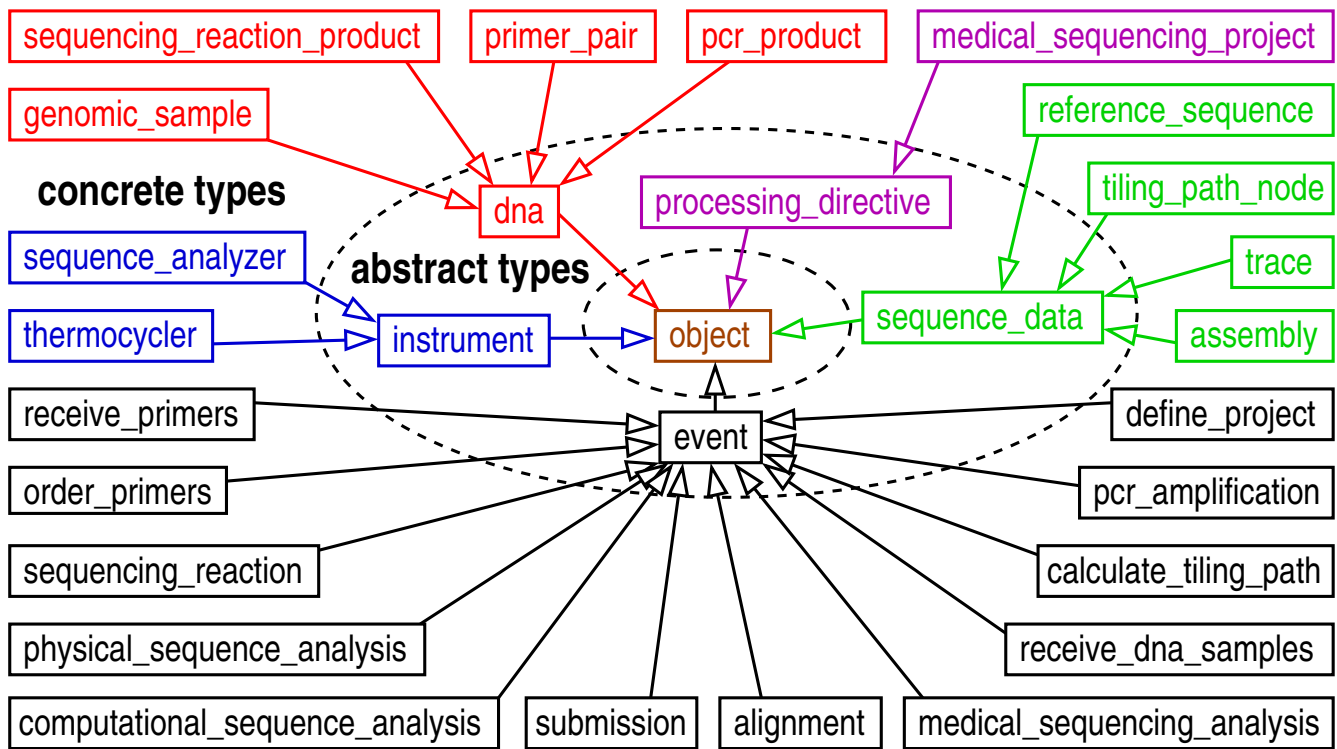 sequencing_reaction_product
primer_pair
pcr_product
medical_sequencing_project
genomic_sample
reference_sequence
concrete types
dna
processing_directive
tiling_path_node
sequence_analyzer
abstract types
trace
thermocycler
instrument
object
sequence_data
assembly
receive_primers
event
define_project
order_primers
pcr_amplification
sequencing_reaction
calculate_tiling_path
physical_sequence_analysis
receive_dna_samples
computational_sequence_analysis
submission
alignment
medical_sequencing_analysis